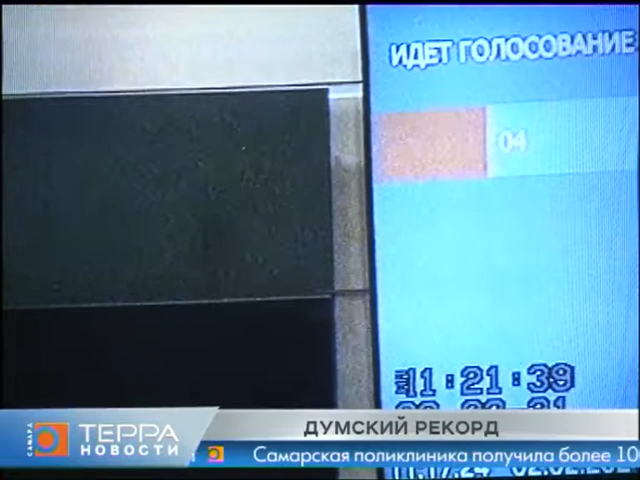 ИДЕТ ГОЛОСОВАНИЕ
04
11:21:39
ДУМСКИЙ РЕКОРД
САМАРА
ТЕРРА
НОВОСТИ
Самарская поликлиника получила более 10